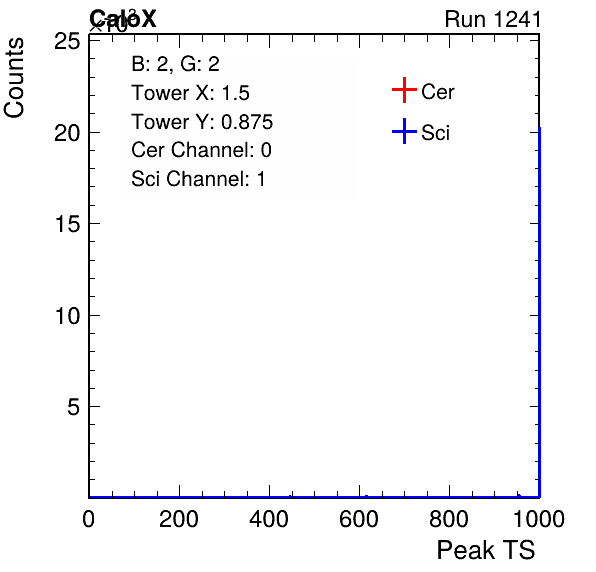 ×10³
CaloX
Run 1241
Counts
25
20
15
10
5
B: 2, G: 2
Tower X: 1.5
Tower Y: 0.875
Cer Channel: 0
Sci Channel: 1
Cer
Sci
0 200 400 600 800 1000
Peak TS